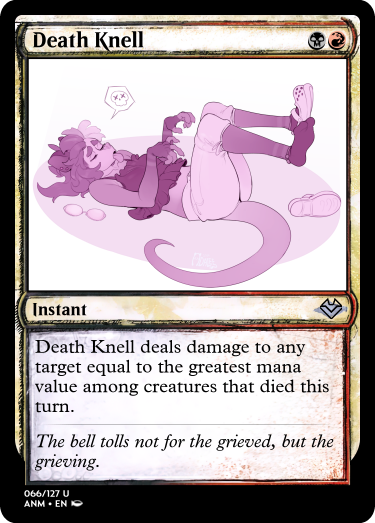 Death Knell
Instant
Death Knell deals damage to any
target equal to the greatest mana
value among creatures that died this
turn.
The bell tolls not for the grieved, but the
grieving.
066/127 U
ANM • EN